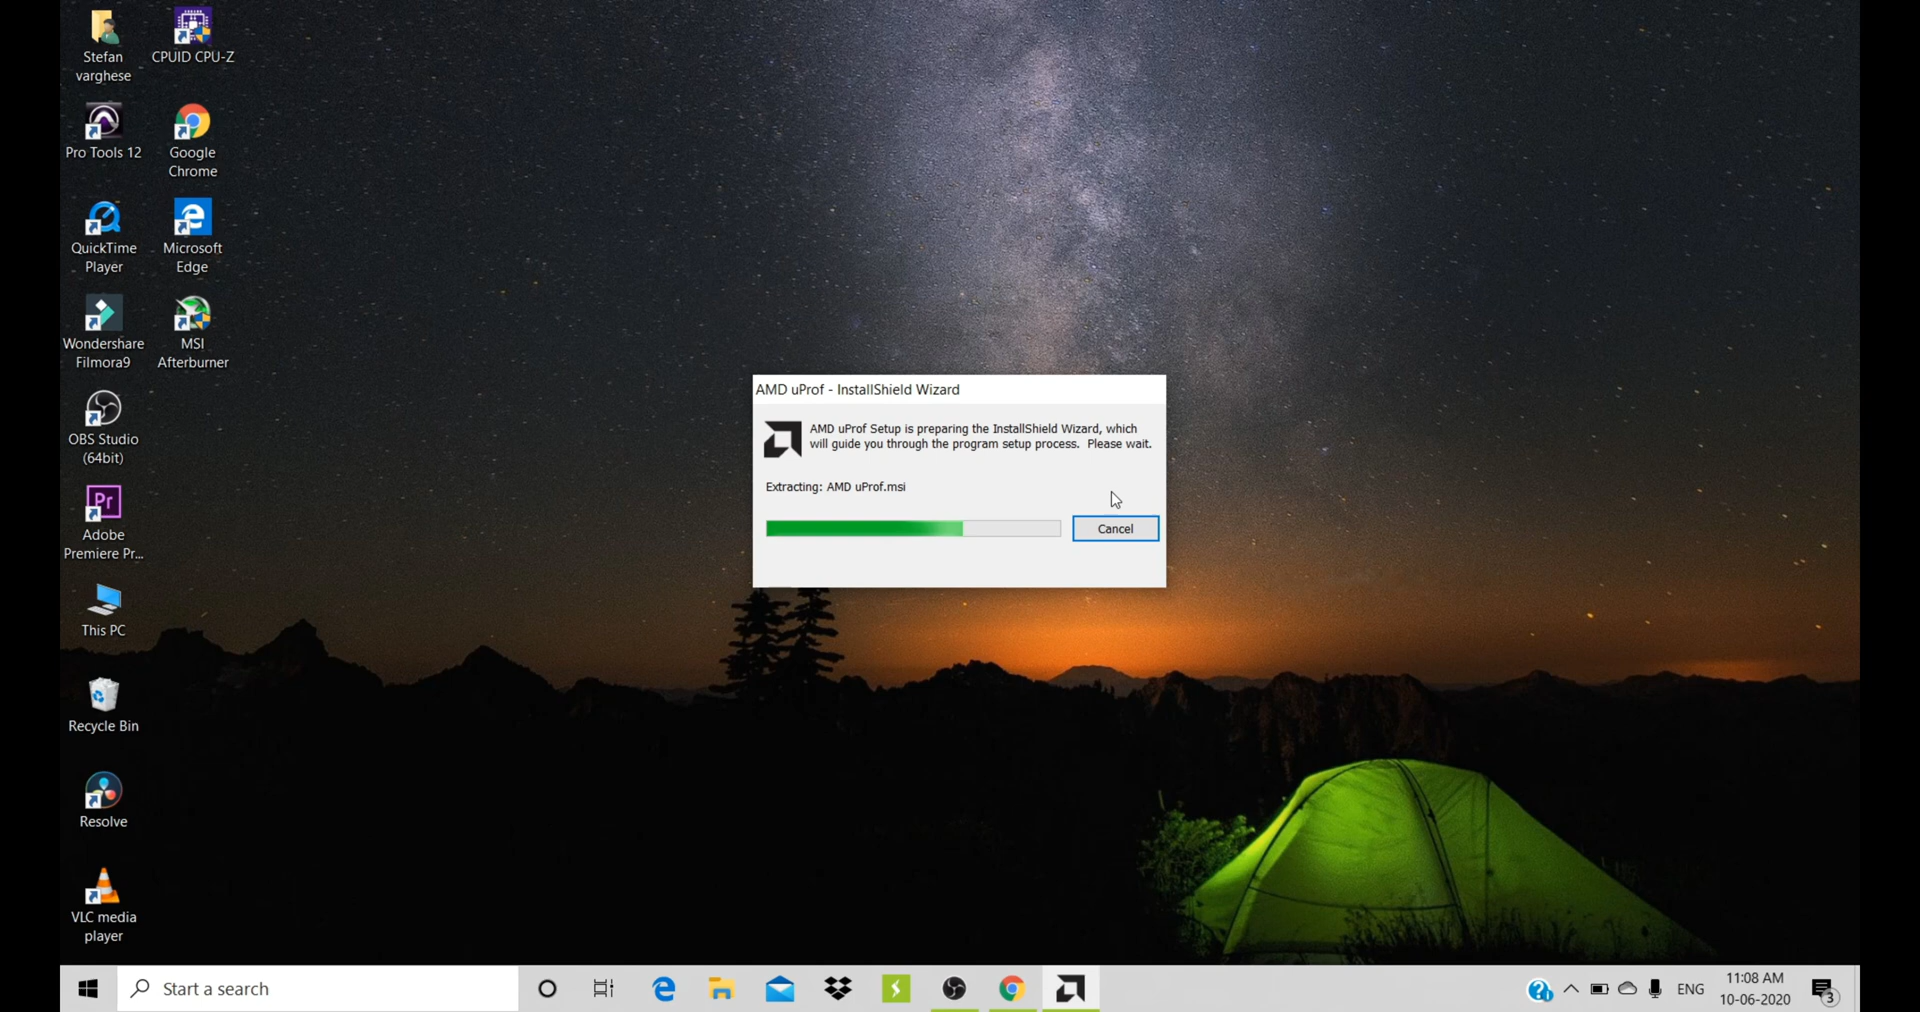 Stefan
varghese
CPUID CPU-Z
Pro Tools 12
Google
Chrome
QuickTime
Player
Microsoft
Edge
Wondershare
Filmora9
MSI
Afterburner
OBS Studio
(64bit)
Pr
Adobe
Premiere Pr...
This PC
Recycle Bin
Resolve
VLC media
player
AMD uProf - InstallShield Wizard
AMD uProf Setup is preparing the InstallShield Wizard, which
will guide you through the program setup process. Please wait.
Extracting: AMD uProf.msi
Cancel
Start a search
ENG
11:08 AM
10-06-2020
3